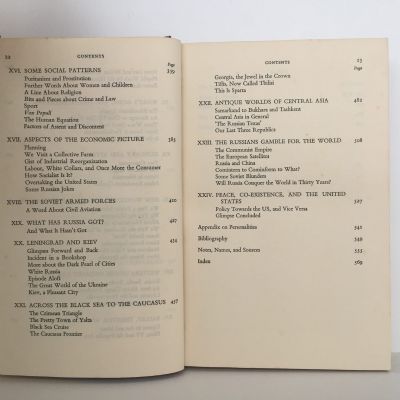 12 CONTENTS
Page
XVI. SOME SOCIAL PATTERNS 359
Puritanism and Prostitution
Further Words About Women and Children
A Line About Religion
Bits and Pieces about Crime and Law
Sport
Vox Populi
The Human Equation
Factors of Assent and Discontent
XVII. ASPECTS OF THE ECONOMIC PICTURE 383
Planning
We Visit a Collective Farm
Gist of Industrial Reorganization
Labour, White Collars, and Once More the Consumer
How Socialist Is It?
Overtaking the United States
Some Russian Jokes
XVIII. THE SOVIET ARMED FORCES 410
A Word About Civil Aviation
XIX. WHAT HAS RUSSIA GOT? 427
And What It Hasn't Got
XX. LENINGRAD AND KIEV 434
Glimpses Forward and Back
Incident in a Bookshop
More about the Dark Pearl of Cities
White Russia
Episode Aloft
The Great World of the Ukraine
Kiev, a Pleasant City
XXI. ACROSS THE BLACK SEA TO THE CAUCASUS 457
The Crimean Triangle
The Pretty Town of Yalta
Black Sea Cruise
The Caucasus Frontier
CONTENTS 13
Page
Georgia, the Jewel in the Crown
Tiflis, Now Called Tbilisi
This Is Sparta
XXII. ANTIQUE WORLDS OF CENTRAL ASIA 482
Samarkand to Bukhara and Tashkent
Central Asia in General
'The Russian Texas'
Our Last Three Republics
XXIII. THE RUSSIANS GAMBLE FOR THE WORLD 508
The Communist Empire
The European Satellites
Russia and China
Comintern to Cominform to What?
Some Soviet Blunders
Will Russia Conquer the World in Thirty Years?
XXIV. PEACE, CO-EXISTENCE, AND THE UNITED
STATES 527
Policy Towards the US, and Vice Versa
Glimpse Concluded
Appendix on Personalities 541
Bibliography 549
Notes, Names, and Sources 555
Index 569